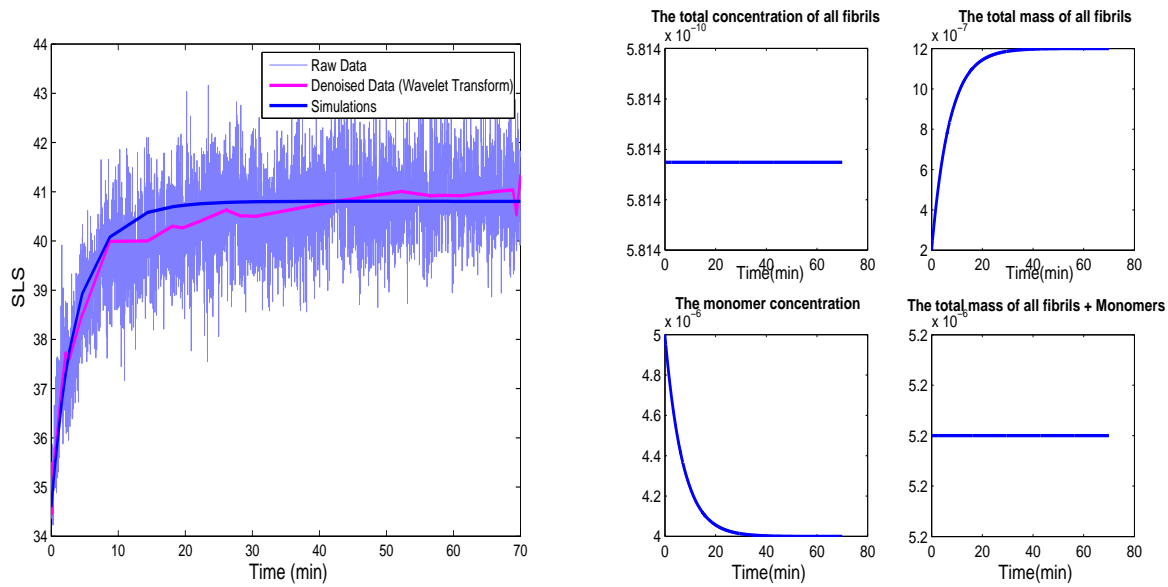 44
43
42
41
40
39
38
37
36
35
34
SLS
0 10 20 30 40 50 60 70
Time (min)
Raw Data
Denoised Data (Wavelet Transform)
Simulations
The total concentration of all fibrils
x 10^-10
5.814
5.814
5.814
5.814
5.814
0 20 40 60 80
Time(min)
The total mass of all fibrils
x 10^-7
12
10
8
6
4
2
0 20 40 60 80
Time(min)
The monomer concentration
x 10^-6
5
4.8
4.6
4.4
4.2
4
0 20 40 60 80
Time(min)
The total mass of all fibrils + Monomers
x 10^-6
5.2
5.2
5.2
5.2
5.2
0 20 40 60 80
Time(min)